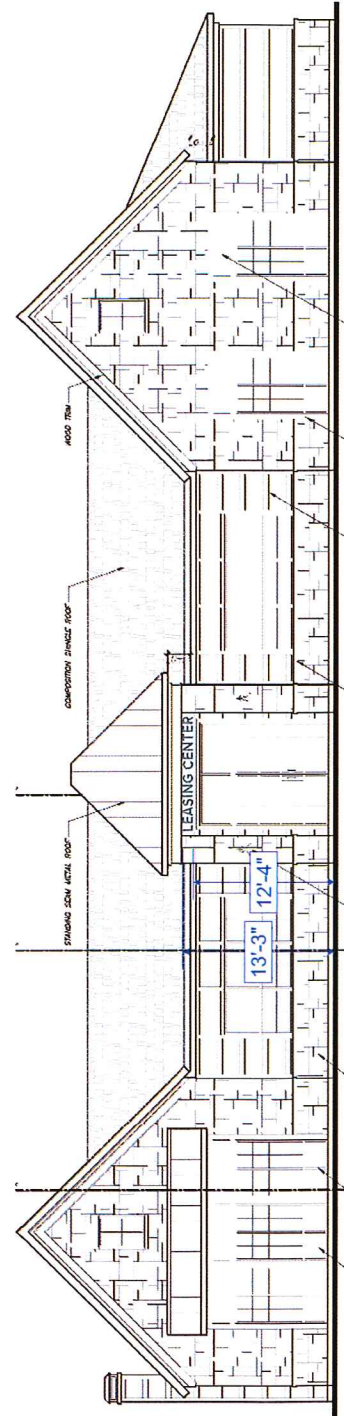 WOOD TRIM
COMPOSITION SHINGLE ROOF
STANDING SEAM METAL ROOF
LEASING CENTER
12'-4"
13'-3"